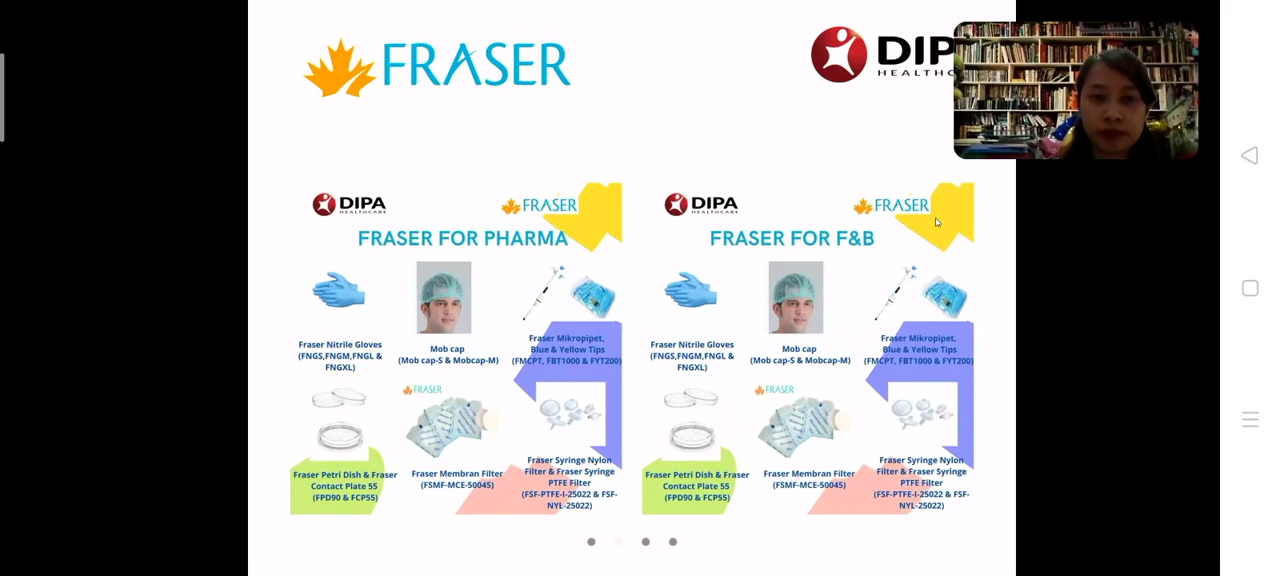 FRASER
DIP
HEALTHC
DIPA
HEALTHCARE
FRASER
FRASER FOR PHARMA
Fraser Nitrile Gloves
(FNGS,FNGM,FNGL &
FNGXL)
Mob cap
(Mob cap-S & Mobcap-M)
Fraser Mikropipet,
Blue & Yellow Tips
(FMCPT, FBT1000 & FYT200)
FRASER
Fraser Petri Dish & Fraser
Contact Plate 55
(FPD90 & FCP55)
Fraser Membran Filter
(FSMF-MCE-50045)
Fraser Syringe Nylon
Filter & Fraser Syringe
PTFE Filter
(FSF-PTFE-I-25022 & FSF-
NYL-25022)
DIPA
HEALTHCARE
FRASER
FRASER FOR F&B
Fraser Nitrile Gloves
(FNGS,FNGM,FNGL &
FNGXL)
Mob cap
(Mob cap-S & Mobcap-M)
Fraser Mikropipet,
Blue & Yellow Tips
(FMCPT, FBT1000 & FYT200)
FRASER
Fraser Petri Dish & Fraser
Contact Plate 55
(FPD90 & FCP55)
Fraser Membran Filter
(FSMF-MCE-50045)
Fraser Syringe Nylon
Filter & Fraser Syringe
PTFE Filter
(FSF-PTFE-I-25022 & FSF-
NYL-25022)